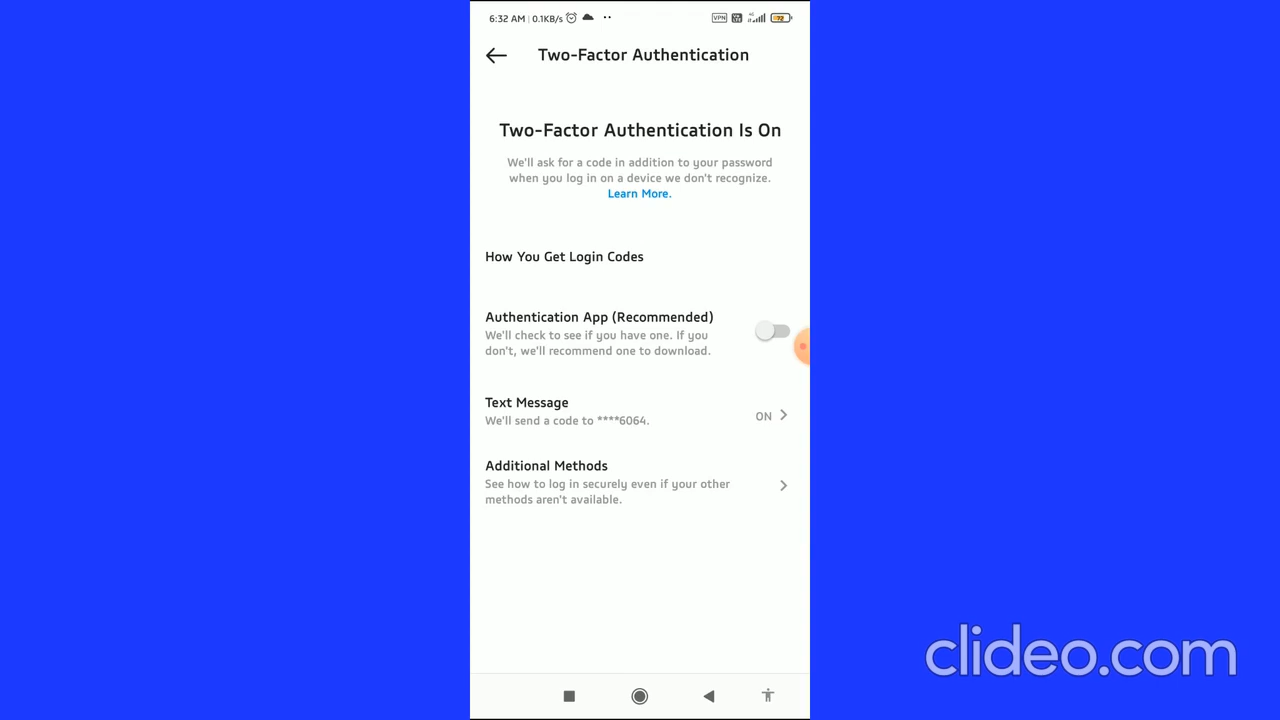 6:32 AM | 0.1KB/s
VPN
72
Two-Factor Authentication
Two-Factor Authentication Is On
We'll ask for a code in addition to your password
when you log in on a device we don't recognize.
Learn More.
How You Get Login Codes
Authentication App (Recommended)
We'll check to see if you have one. If you
don't, we'll recommend one to download.
Text Message
We'll send a code to ****6064.
ON
Additional Methods
See how to log in securely even if your other
methods aren't available.
clideo.com